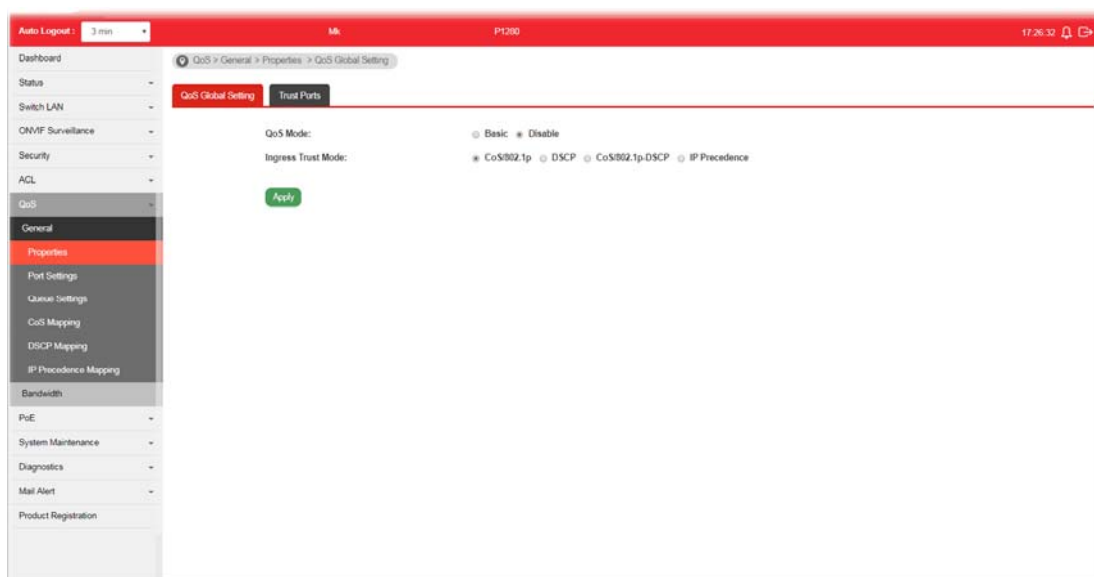 Auto Logout : 3 min Mk P1280 17:26:32
Dashboard
Status
Switch LAN
ONVIF Surveillance
Security
ACL
QoS
General
Properties
Port Settings
Queue Settings
CoS Mapping
DSCP Mapping
IP Precedence Mapping
Bandwidth
PoE
System Maintenance
Diagnostics
Mail Alert
Product Registration
QoS > General > Properties > QoS Global Setting
QoS Global Setting Trust Ports
QoS Mode: Basic Disable
Ingress Trust Mode: CoS/802.1p DSCP CoS/802.1p-DSCP IP Precedence
Apply